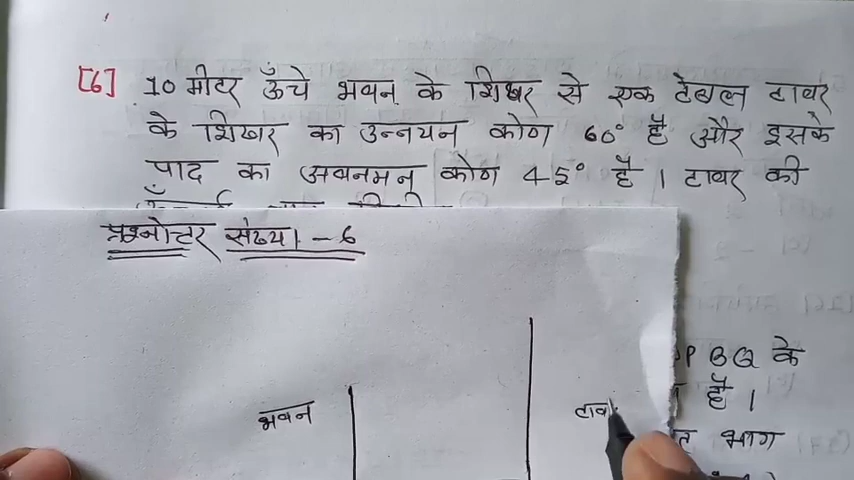 [6] 10 मीटर ऊँचे भवन के शिखर से एक टेबल टावर
के शिखर का उन्नयन कोण 60° है और इसके
पाद का अवनमन कोण 45° है । टावर की
प्रश्नोत्तर संख्या - 6
P B Q के
है ।
भवन
टाव
भाग